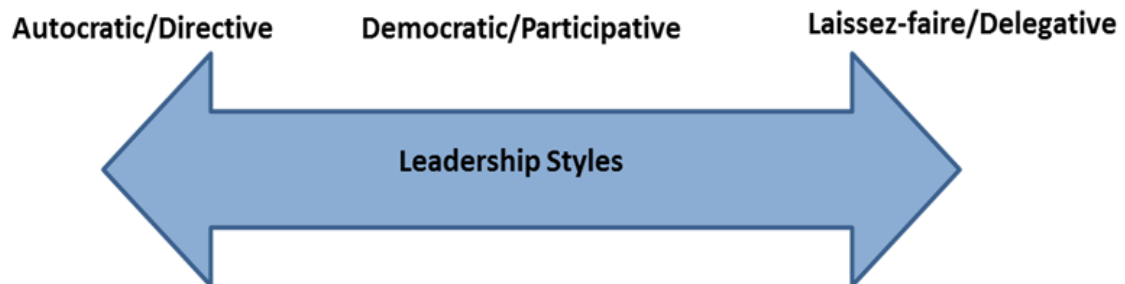 Autocratic/Directive
Democratic/Participative
Laissez-faire/Delegative
Leadership Styles